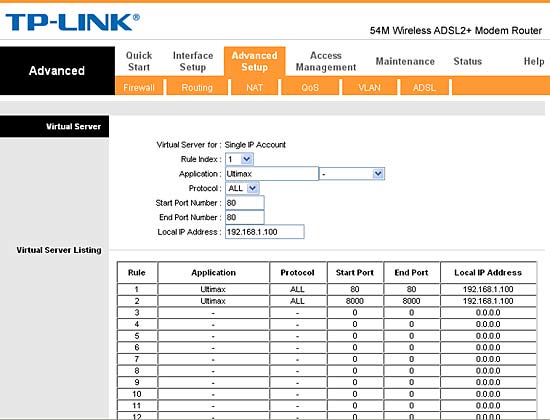 TP-LINK®
54M Wireless ADSL2+ Modem Router
Advanced
Quick Start
Interface Setup
Advanced Setup
Access Management
Maintenance
Status
Help
Firewall Routing NAT QoS VLAN ADSL
Virtual Server
Virtual Server for : Single IP Account
Rule Index : 1
Application : Ultimax -
Protocol : ALL
Start Port Number : 80
End Port Number : 80
Local IP Address : 192.168.1.100
Virtual Server Listing
Rule Application Protocol Start Port End Port Local IP Address
1 Ultimax ALL 80 80 192.168.1.100
2 Ultimax ALL 8000 8000 192.168.1.100
3 - - 0 0 0.0.0.0
4 - - 0 0 0.0.0.0
5 - - 0 0 0.0.0.0
6 - - 0 0 0.0.0.0
7 - - 0 0 0.0.0.0
8 - - 0 0 0.0.0.0
9 - - 0 0 0.0.0.0
10 - - 0 0 0.0.0.0
11 - - 0 0 0.0.0.0
12 - - 0 0 0.0.0.0